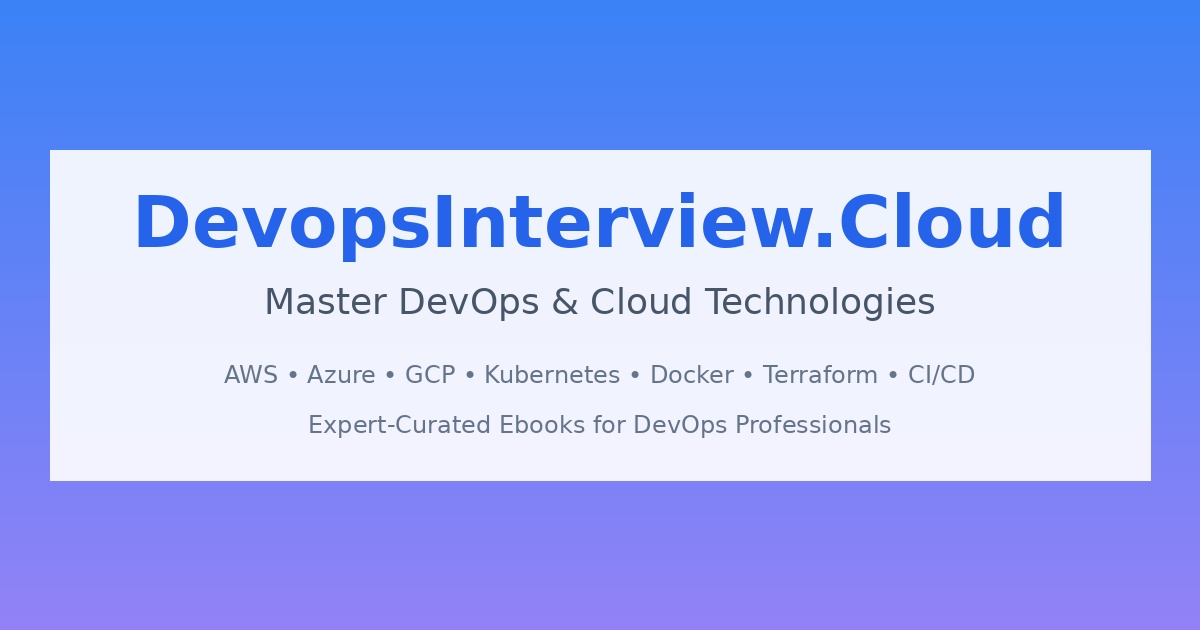 DevopsInterview.Cloud
Master DevOps & Cloud Technologies
AWS • Azure • GCP • Kubernetes • Docker • Terraform • CI/CD
Expert-Curated Ebooks for DevOps Professionals